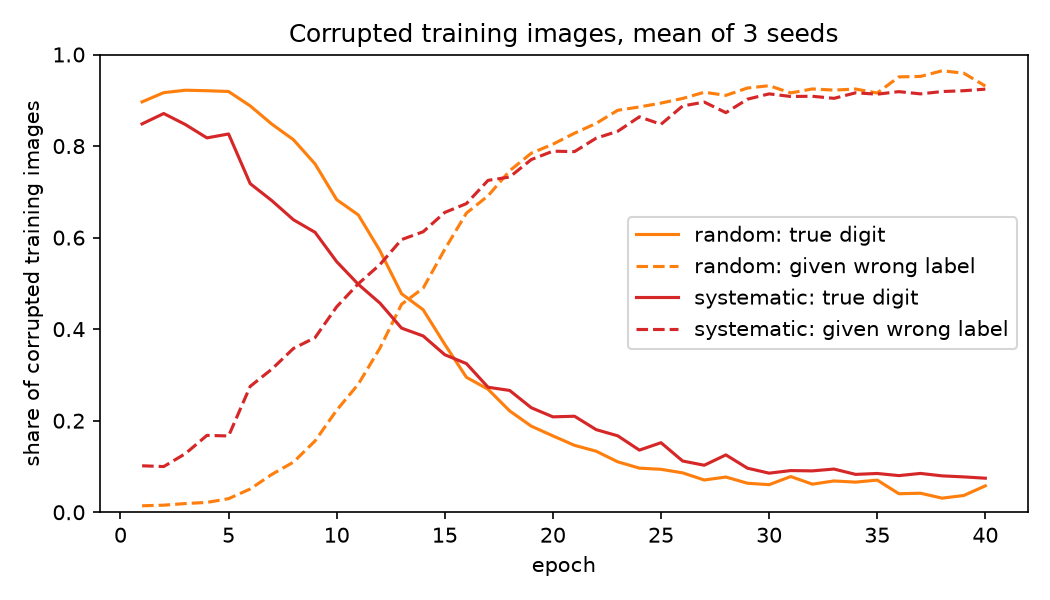 Corrupted training images, mean of 3 seeds
share of corrupted training images
1.0
0.8
0.6
0.4
0.2
0.0
random: true digit
random: given wrong label
systematic: true digit
systematic: given wrong label
0 5 10 15 20 25 30 35 40
epoch